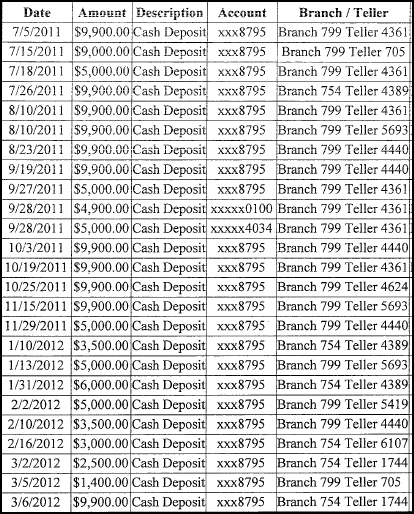 Date Amount Description Account Branch / Teller
7/5/2011 $9,900.00 Cash Deposit xxx8795 Branch 799 Teller 4361
7/15/2011 $9,000.00 Cash Deposit xxx8795 Branch 799 Teller 705
7/18/2011 $5,000.00 Cash Deposit xxx8795 Branch 799 Teller 4361
7/26/2011 $9,900.00 Cash Deposit xxx8795 Branch 754 Teller 4389
8/10/2011 $9,900.00 Cash Deposit xxx8795 Branch 799 Teller 4361
8/10/2011 $9,900.00 Cash Deposit xxx8795 Branch 799 Teller 5693
8/23/2011 $9,900.00 Cash Deposit xxx8795 Branch 799 Teller 4440
9/19/2011 $9,900.00 Cash Deposit xxx8795 Branch 799 Teller 4440
9/27/2011 $5,000.00 Cash Deposit xxx8795 Branch 799 Teller 4361
9/28/2011 $4,900.00 Cash Deposit xxxxx0100 Branch 799 Teller 4361
9/28/2011 $5,000.00 Cash Deposit xxxxx4034 Branch 799 Teller 4361
10/3/2011 $9,900.00 Cash Deposit xxx8795 Branch 799 Teller 4440
10/19/2011 $9,900.00 Cash Deposit xxx8795 Branch 799 Teller 4361
10/25/2011 $9,900.00 Cash Deposit xxx8795 Branch 799 Teller 4624
11/15/2011 $9,900.00 Cash Deposit xxx8795 Branch 799 Teller 5693
11/29/2011 $5,000.00 Cash Deposit xxx8795 Branch 799 Teller 4440
1/10/2012 $3,500.00 Cash Deposit xxx8795 Branch 754 Teller 4389
1/13/2012 $5,000.00 Cash Deposit xxx8795 Branch 799 Teller 5693
1/31/2012 $6,000.00 Cash Deposit xxx8795 Branch 754 Teller 4389
2/2/2012 $5,000.00 Cash Deposit xxx8795 Branch 799 Teller 5419
2/10/2012 $3,500.00 Cash Deposit xxx8795 Branch 799 Teller 4440
2/16/2012 $3,000.00 Cash Deposit xxx8795 Branch 754 Teller 6107
3/2/2012 $2,500.00 Cash Deposit xxx8795 Branch 754 Teller 1744
3/5/2012 $1,400.00 Cash Deposit xxx8795 Branch 799 Teller 705
3/6/2012 $9,900.00 Cash Deposit xxx8795 Branch 754 Teller 1744